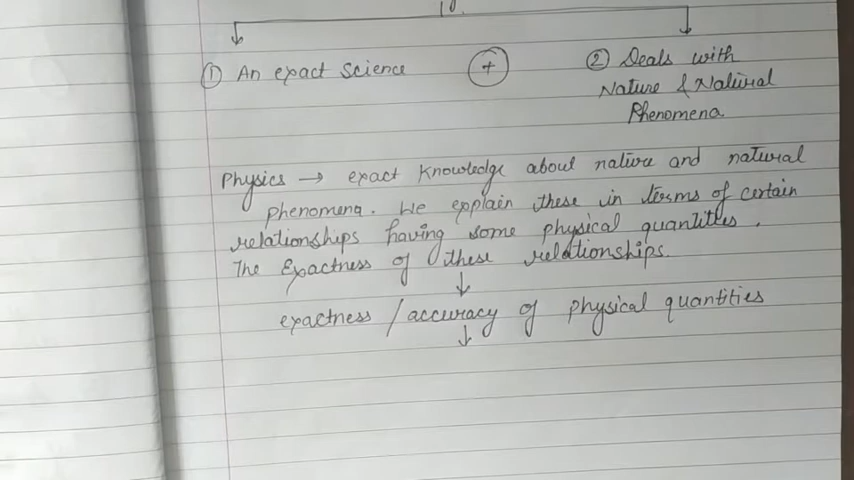 ① An exact science + ② Deals with
Nature & Natural
Phenomena
Physics → exact knowledge about nature and natural
phenomena. We explain these in terms of certain
relationships having some physical quantities.
The Exactness of these relationships.
↓
exactness / accuracy of physical quantities
↓